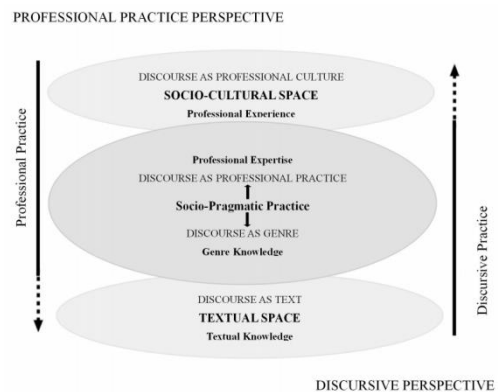 PROFESSIONAL PRACTICE PERSPECTIVE
DISCOURSE AS PROFESSIONAL CULTURE
SOCIO-CULTURAL SPACE
Professional Experience
Professional Practice
Professional Expertise
DISCOURSE AS PROFESSIONAL PRACTICE
Socio-Pragmatic Practice
DISCOURSE AS GENRE
Genre Knowledge
Discursive Practice
DISCOURSE AS TEXT
TEXTUAL SPACE
Textual Knowledge
DISCURSIVE PERSPECTIVE